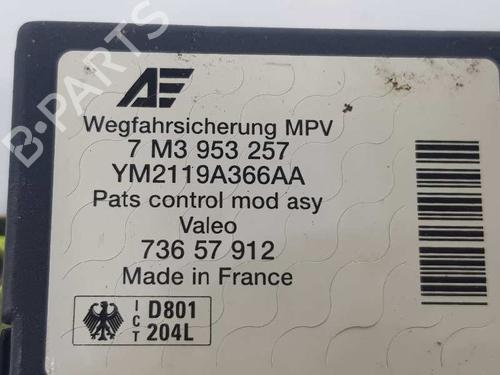 AE
Wegfahrsicherung MPV
7 M3 953 257
YM2119A366AA
Pats control mod asy
Valeo
736 57 912
Made in France
ICT D801
204L
B-Parts